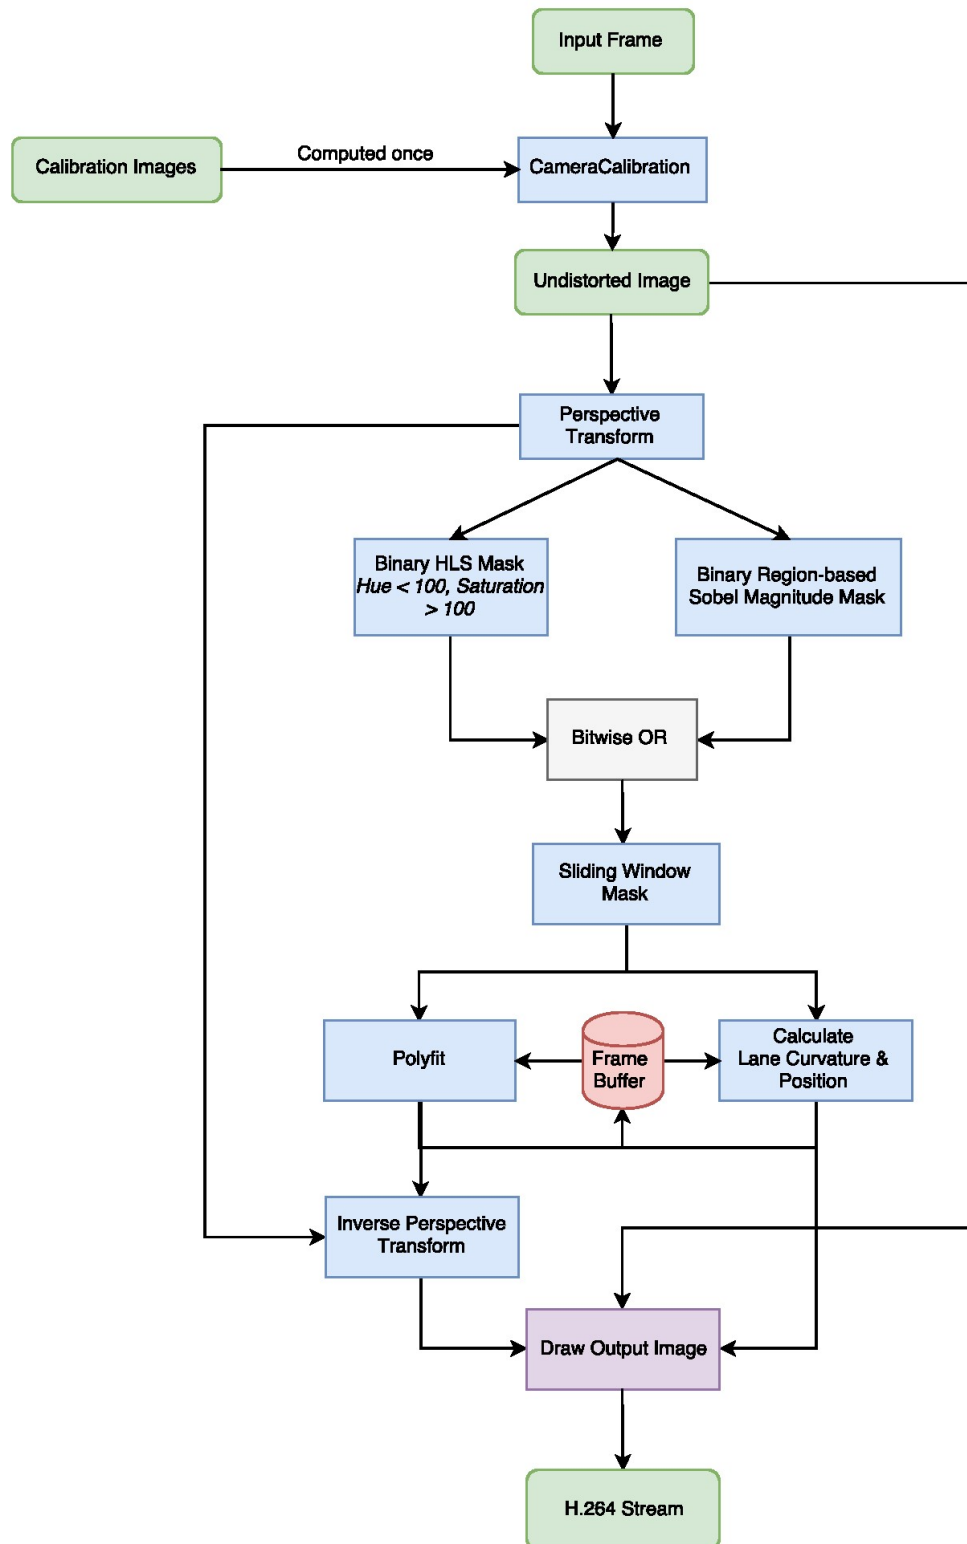 Input Frame
Calibration Images
Computed once
CameraCalibration
Undistorted Image
Perspective
Transform
Binary HLS Mask
Hue < 100, Saturation
> 100
Binary Region-based
Sobel Magnitude Mask
Bitwise OR
Sliding Window
Mask
Polyfit
Frame
Buffer
Calculate
Lane Curvature &
Position
Inverse Perspective
Transform
Draw Output Image
H.264 Stream